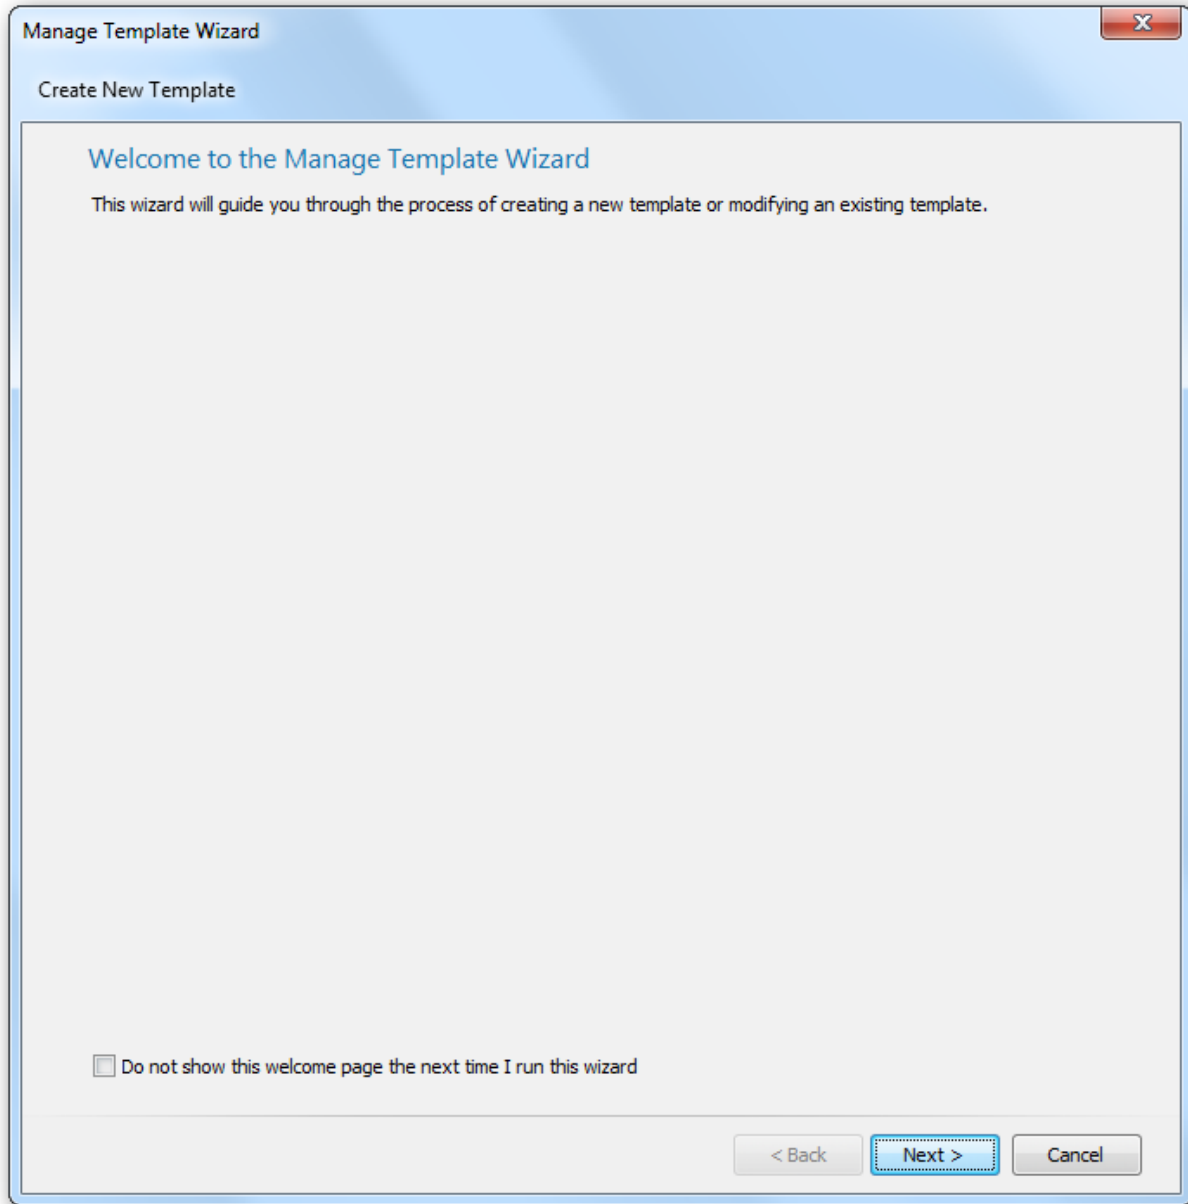 Manage Template Wizard
Create New Template
Welcome to the Manage Template Wizard
This wizard will guide you through the process of creating a new template or modifying an existing template.
Do not show this welcome page the next time I run this wizard
< Back Next > Cancel